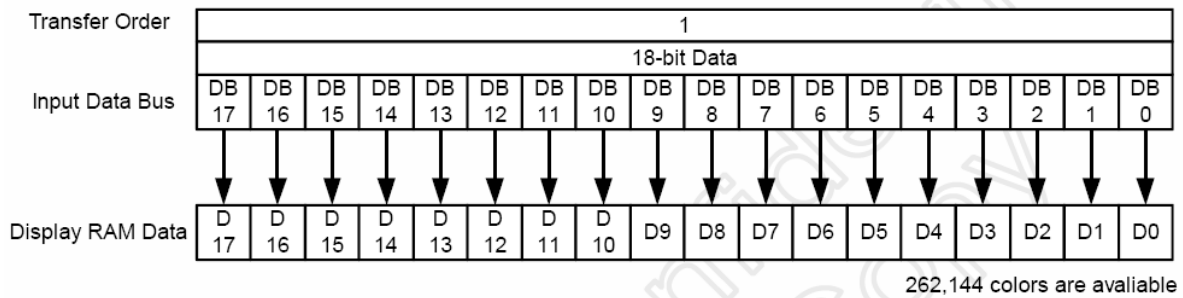 Transfer Order 1
18-bit Data
Input Data Bus DB 17 DB 16 DB 15 DB 14 DB 13 DB 12 DB 11 DB 10 DB 9 DB 8 DB 7 DB 6 DB 5 DB 4 DB 3 DB 2 DB 1 DB 0
Display RAM Data D 17 D 16 D 15 D 14 D 13 D 12 D 11 D 10 D9 D8 D7 D6 D5 D4 D3 D2 D1 D0
262,144 colors are avaliable